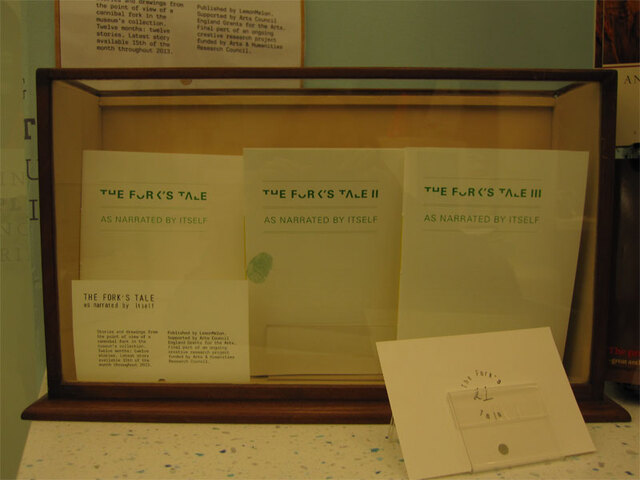 Stories and drawings from
the point of view of a
cannibal fork in the
museum's collection.
Twelve months: twelve
stories. Latest story
available 15th of the
month throughout 2013.
Published by LemonMelon.
Supported by Arts Council
England Grants for the Arts.
Final part of an ongoing
creative research project
funded by Arts & Humanities
Research Council.
THE FORK'S TALE
AS NARRATED BY ITSELF
THE FORK'S TALE II
AS NARRATED BY ITSELF
THE FORK'S TALE III
AS NARRATED BY ITSELF
THE FORK'S TALE
as narrated by itself
Stories and drawings from
the point of view of a
cannibal fork in the
museum's collection.
Twelve months: twelve
stories. Latest story
available 15th of the
month throughout 2013.
Published by LemonMelon.
Supported by Arts Council
England Grants for the Arts.
Final part of an ongoing
creative research project
funded by Arts & Humanities
Research Council.
The Fork's
£1
Tale
AN